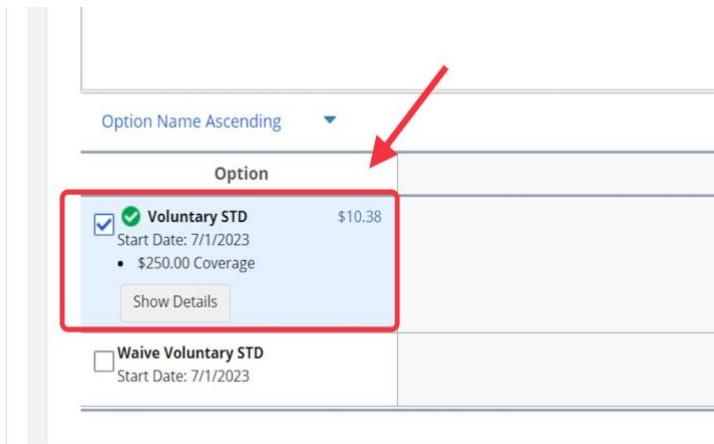 Option Name Ascending
Option
Voluntary STD $10.38
Start Date: 7/1/2023
• $250.00 Coverage
Show Details
Waive Voluntary STD
Start Date: 7/1/2023